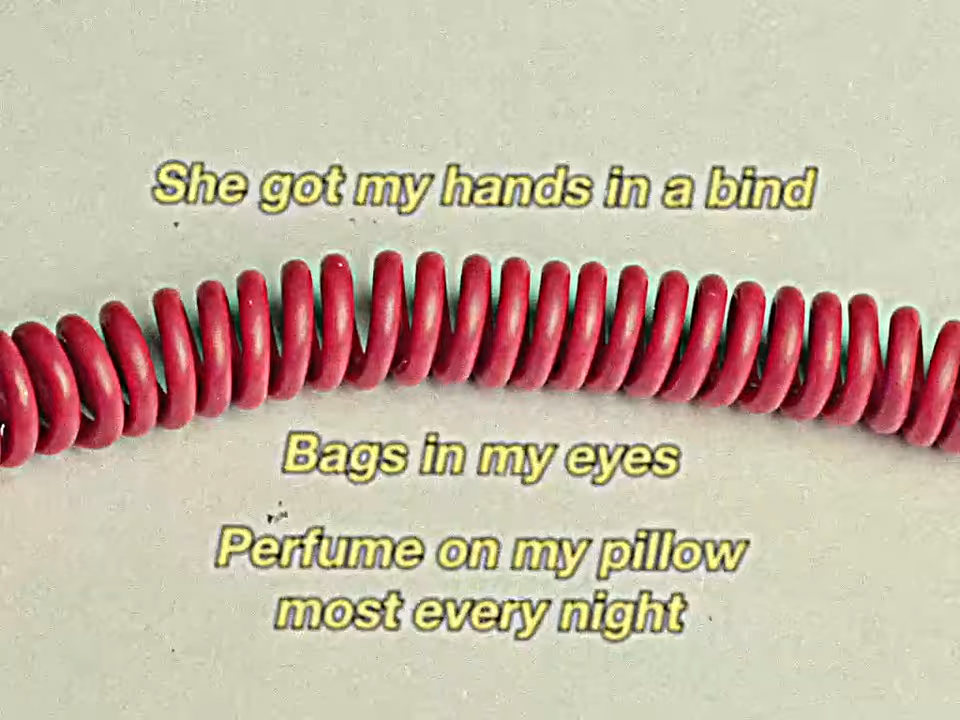 She got my hands in a bind
Bags in my eyes
Perfume on my pillow
most every night